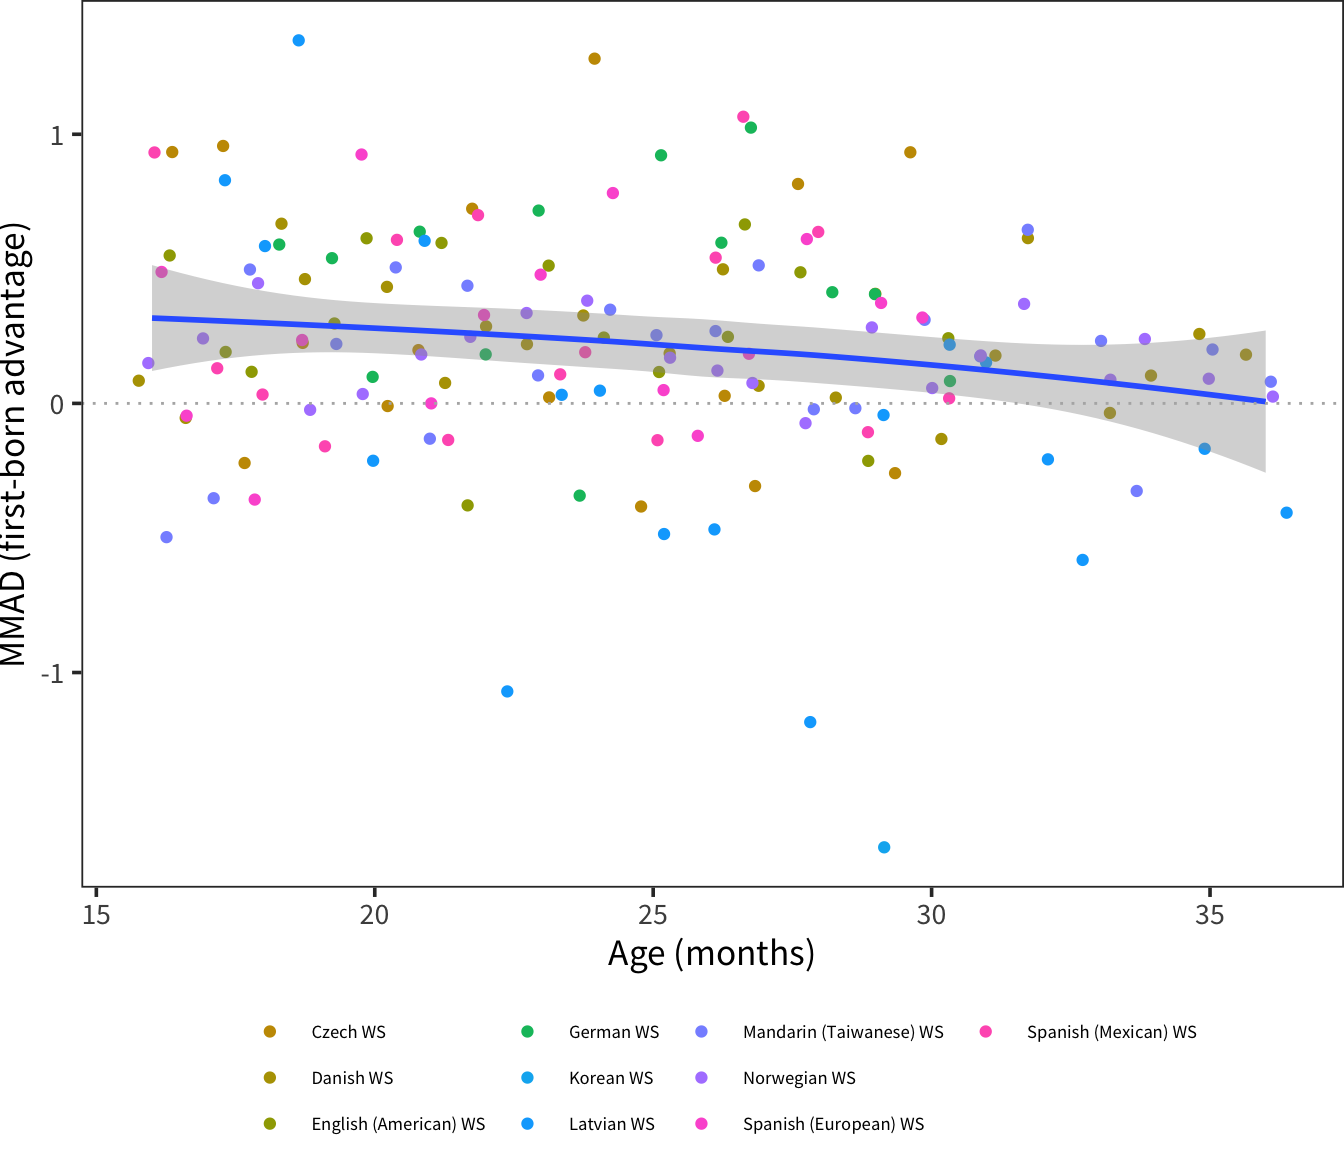 MMAD (first-born advantage)
1
0
-1
15 20 25 30 35
Age (months)
Czech WS German WS Mandarin (Taiwanese) WS Spanish (Mexican) WS
Danish WS Korean WS Norwegian WS
English (American) WS Latvian WS Spanish (European) WS